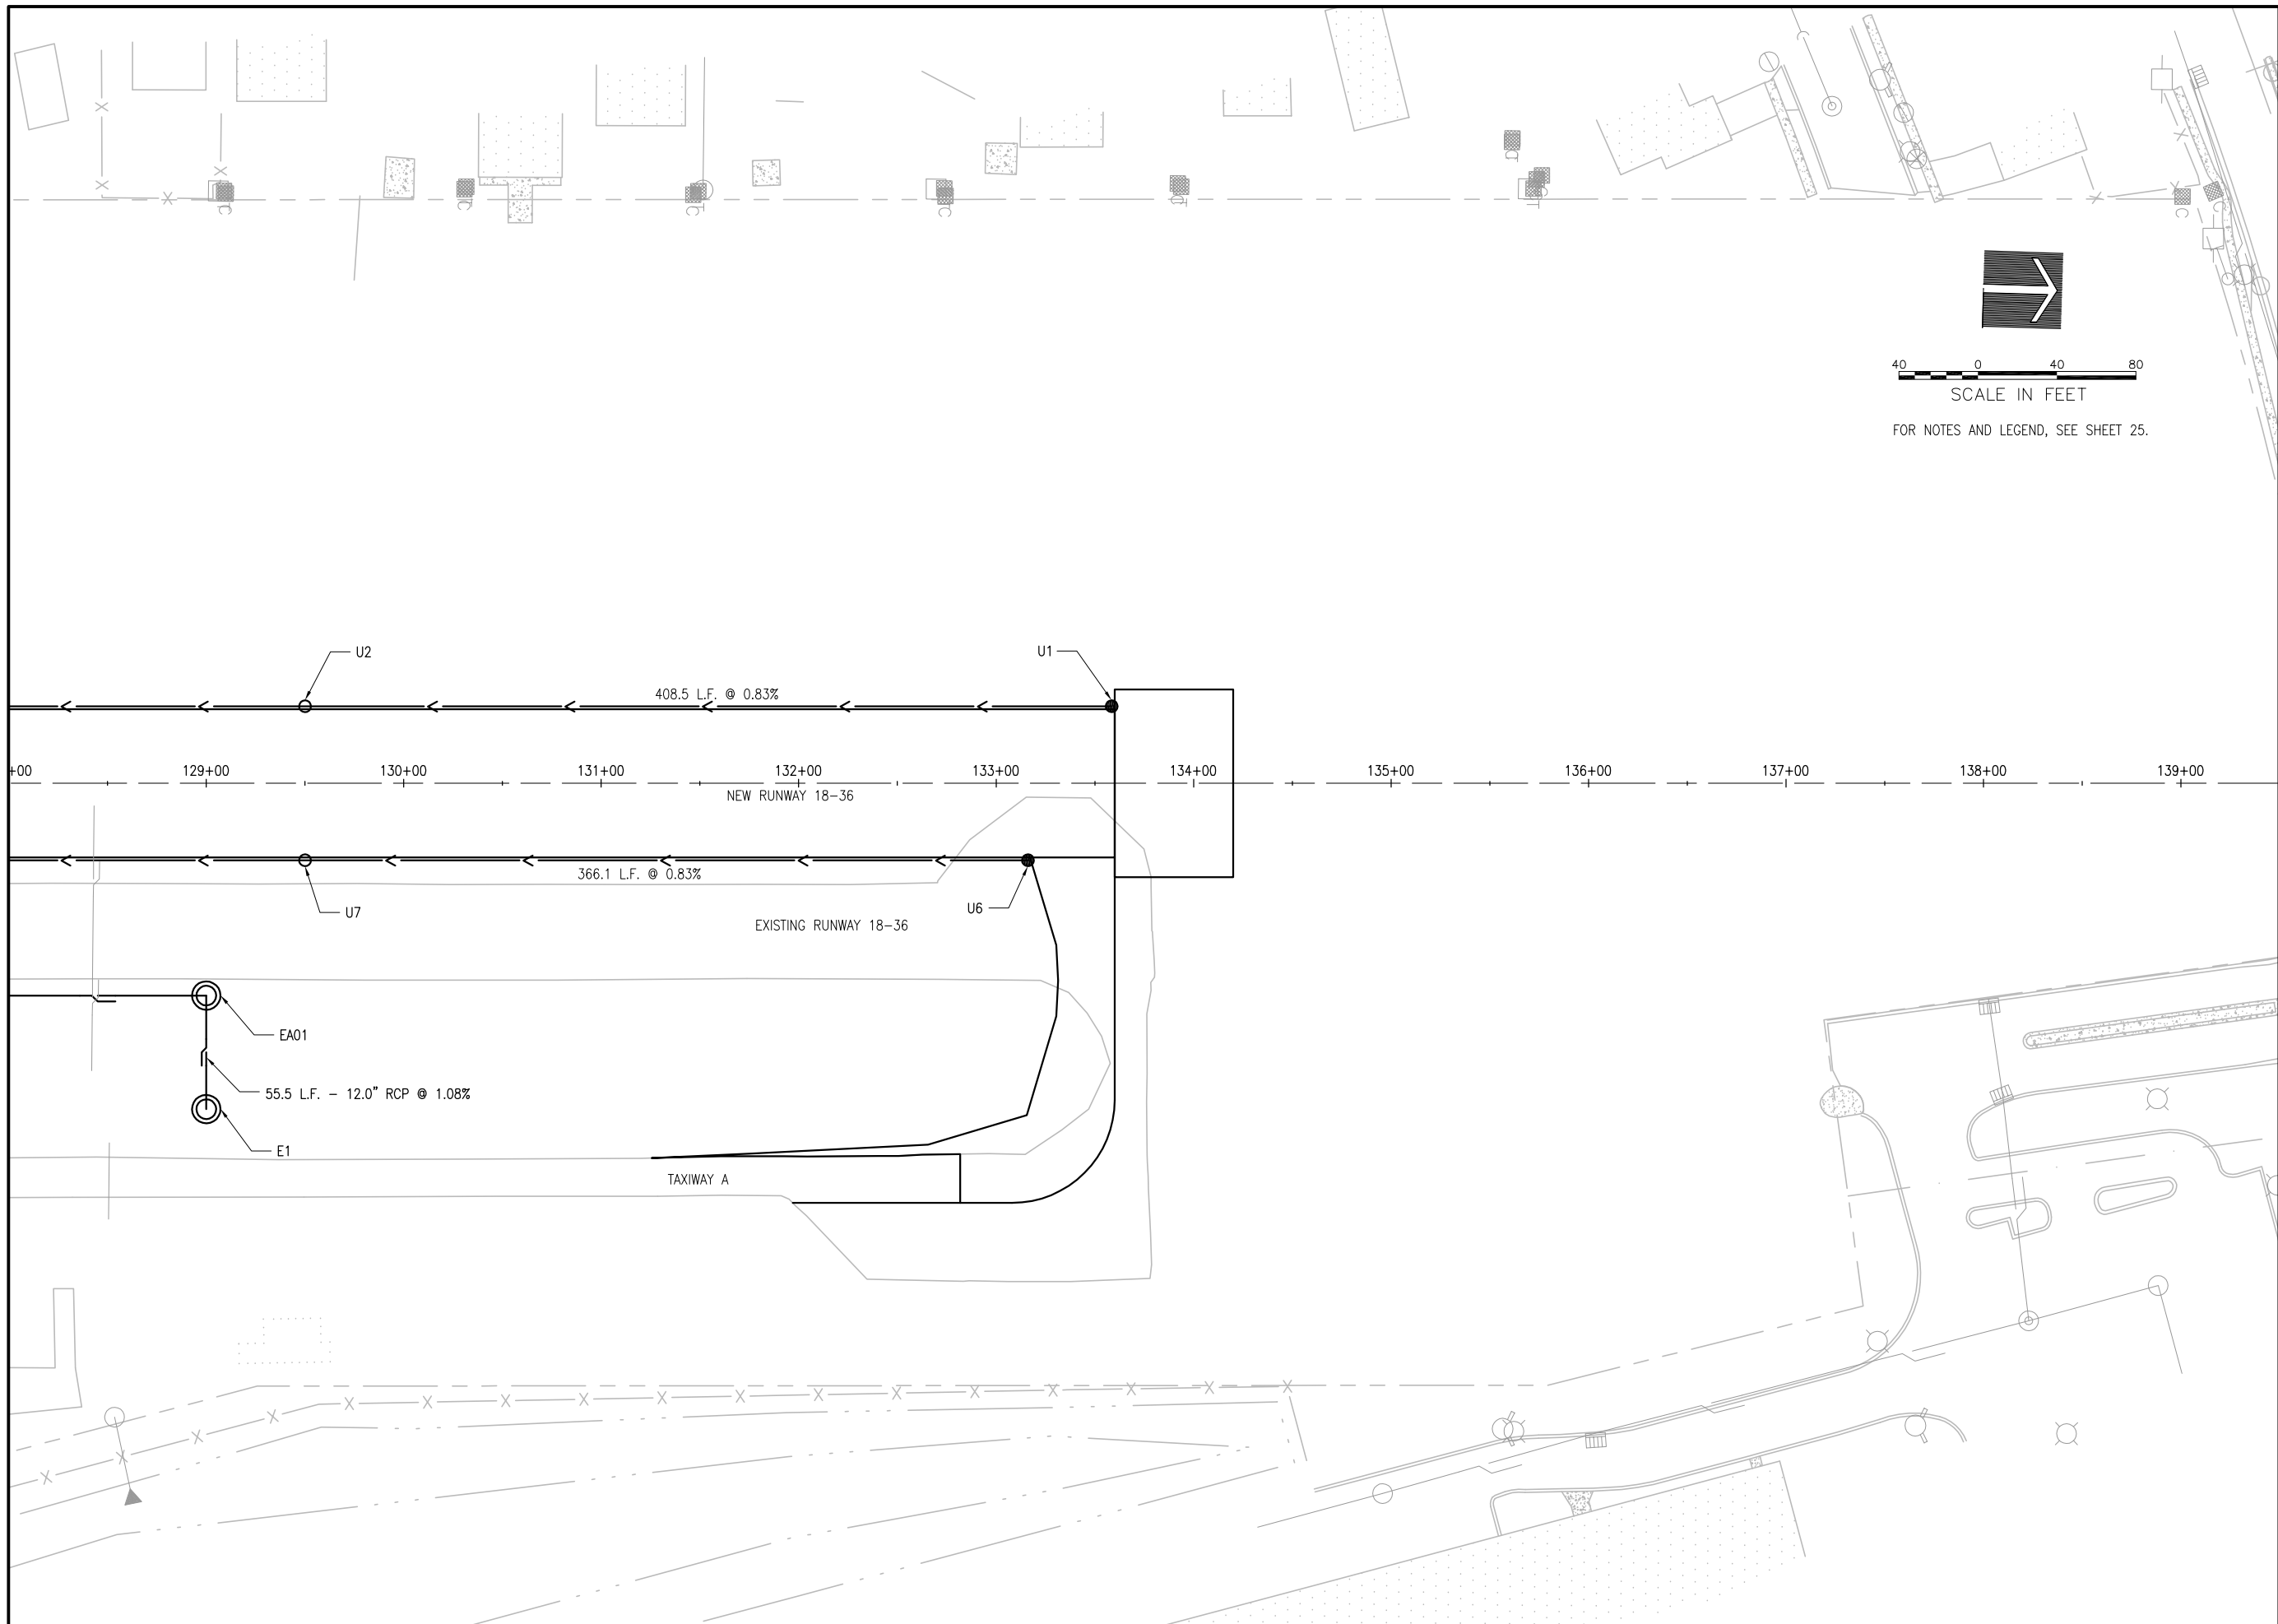 40 0 40 80
SCALE IN FEET
FOR NOTES AND LEGEND, SEE SHEET 25.
U2
U1
408.5 L.F. @ 0.83%
+00 129+00 130+00 131+00 132+00 133+00 134+00 135+00 136+00 137+00 138+00 139+00
NEW RUNWAY 18-36
366.1 L.F. @ 0.83%
U7
U6
EXISTING RUNWAY 18-36
EA01
55.5 L.F. - 12.0" RCP @ 1.08%
E1
TAXIWAY A